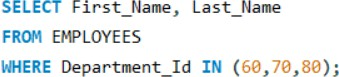 SELECT First_Name, Last_Name
FROM EMPLOYEES
WHERE Department_Id IN (60,70,80);